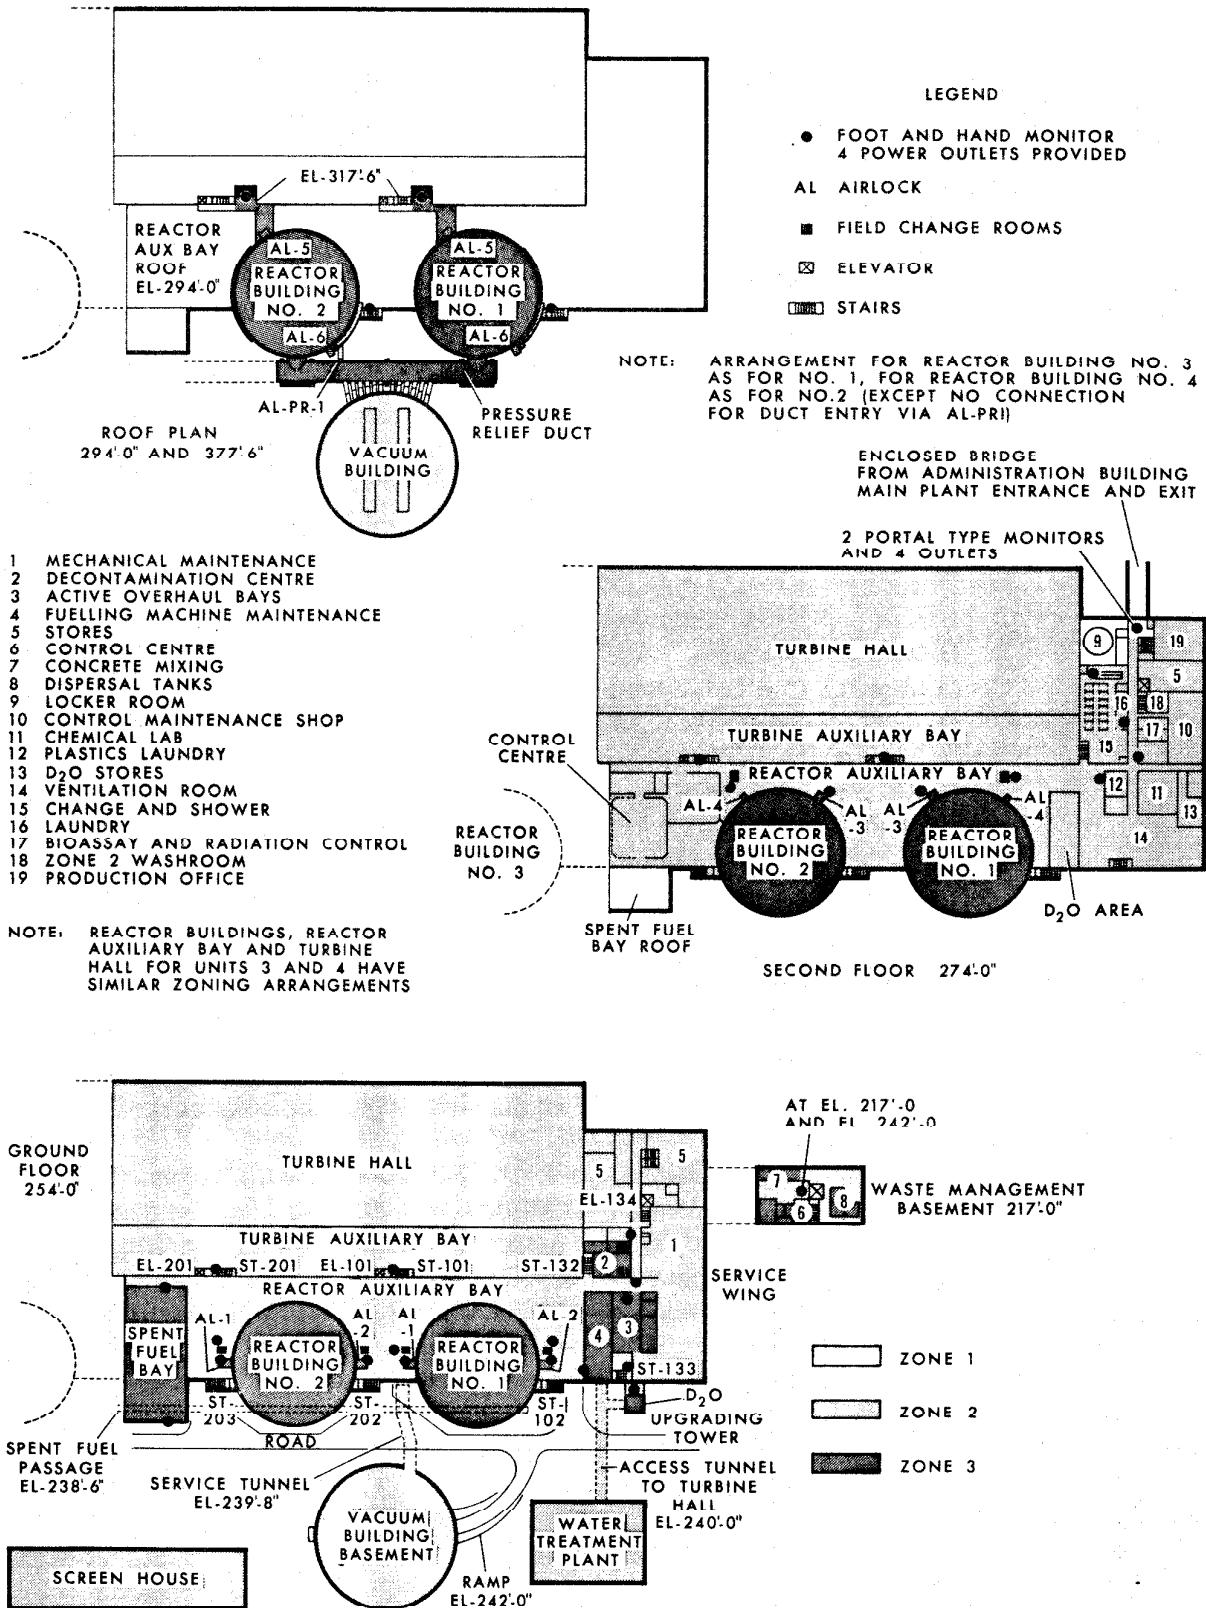 EL-317'-6"
REACTOR
AUX BAY
ROOF
EL-294'-0"
AL-5
REACTOR
BUILDING
NO. 2
AL-6
AL-5
REACTOR
BUILDING
NO. 1
AL-6
AL-PR-1
PRESSURE
RELIEF DUCT
VACUUM
BUILDING
ROOF PLAN
294'-0" AND 377'-6"
LEGEND
FOOT AND HAND MONITOR
4 POWER OUTLETS PROVIDED
AL AIRLOCK
FIELD CHANGE ROOMS
ELEVATOR
STAIRS
NOTE: ARRANGEMENT FOR REACTOR BUILDING NO. 3
AS FOR NO. 1, FOR REACTOR BUILDING NO. 4
AS FOR NO.2 (EXCEPT NO CONNECTION
FOR DUCT ENTRY VIA AL-PRI)
1 MECHANICAL MAINTENANCE
2 DECONTAMINATION CENTRE
3 ACTIVE OVERHAUL BAYS
4 FUELLING MACHINE MAINTENANCE
5 STORES
6 CONTROL CENTRE
7 CONCRETE MIXING
8 DISPERSAL TANKS
9 LOCKER ROOM
10 CONTROL MAINTENANCE SHOP
11 CHEMICAL LAB
12 PLASTICS LAUNDRY
13 D2O STORES
14 VENTILATION ROOM
15 CHANGE AND SHOWER
16 LAUNDRY
17 BIOASSAY AND RADIATION CONTROL
18 ZONE 2 WASHROOM
19 PRODUCTION OFFICE
NOTE: REACTOR BUILDINGS, REACTOR
AUXILIARY BAY AND TURBINE
HALL FOR UNITS 3 AND 4 HAVE
SIMILAR ZONING ARRANGEMENTS
ENCLOSED BRIDGE
FROM ADMINISTRATION BUILDING
MAIN PLANT ENTRANCE AND EXIT
2 PORTAL TYPE MONITORS
AND 4 OUTLETS
TURBINE HALL
9
19
5
16
18
17
10
15
TURBINE AUXILIARY BAY
CONTROL
CENTRE
REACTOR AUXILIARY BAY
12
11
13
14
AL-4
AL
-3
AL
-3
AL
-4
REACTOR
BUILDING
NO. 3
REACTOR
BUILDING
NO. 2
REACTOR
BUILDING
NO. 1
D2O AREA
SPENT FUEL
BAY ROOF
SECOND FLOOR 274'-0"
GROUND
FLOOR
254'-0"
TURBINE HALL
5
5
EL-134
1
TURBINE AUXILIARY BAY
EL-201
ST-201
EL-101
ST-101
ST-132
2
REACTOR AUXILIARY BAY
SERVICE
WING
AT EL. 217'-0
AND EL. 242'-0
7
6
8
WASTE MANAGEMENT
BASEMENT 217'-0"
SPENT
FUEL
BAY
AL-1
REACTOR
BUILDING
NO. 2
AL
-2
AL
-1
REACTOR
BUILDING
NO. 1
AL-2
4
3
ST-133
ST-
203
ST-
202
ST-
102
D2O
UPGRADING
TOWER
ROAD
SPENT FUEL
PASSAGE
EL-238'-6"
SERVICE TUNNEL
EL-239'-8"
ACCESS TUNNEL
TO TURBINE
HALL
EL-240'-0"
VACUUM
BUILDING
BASEMENT
WATER
TREATMENT
PLANT
RAMP
EL-242'-0"
SCREEN HOUSE
ZONE 1
ZONE 2
ZONE 3